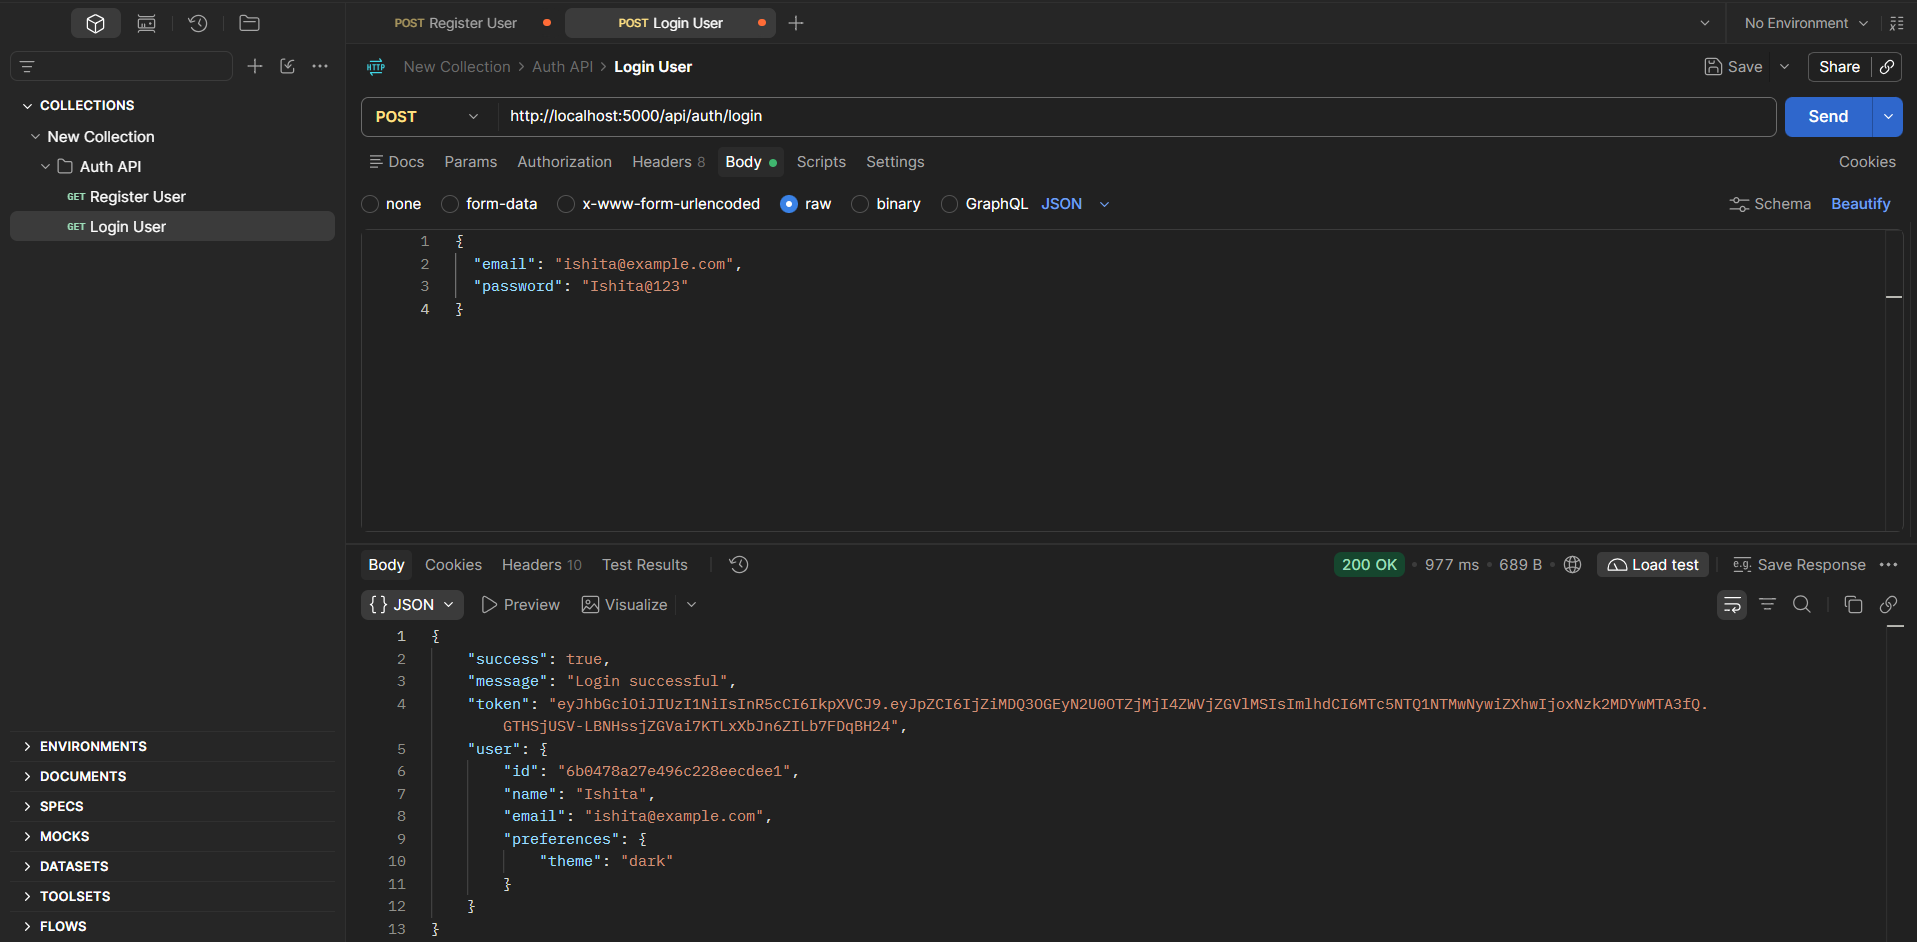 POST Register User
POST Login User
No Environment
HTTP New Collection > Auth API > Login User
Save
Share
COLLECTIONS
New Collection
Auth API
GET Register User
GET Login User
ENVIRONMENTS
DOCUMENTS
SPECS
MOCKS
DATASETS
TOOLSETS
FLOWS
POST http://localhost:5000/api/auth/login
Send
Docs Params Authorization Headers 8 Body Scripts Settings Cookies
none form-data x-www-form-urlencoded raw binary GraphQL JSON Schema Beautify
1 {
2 "email": "ishita@example.com",
3 "password": "Ishita@123"
4 }
Body Cookies Headers 10 Test Results 200 OK • 977 ms • 689 B • Load test e.g. Save Response
{} JSON Preview Visualize
1 {
2 "success": true,
3 "message": "Login successful",
4 "token": "eyJhbGciOiJIUzI1NiIsInR5cCI6IkpXVCJ9.eyJpZCI6IjZiMDQ3OGEyN2U0OTZjMjI4ZWVjZGVlMSIsImlhdCI6MTc5NTQ1NTMwNywiZXhwIjoxNzk2MDYwMTA3fQ.
GTHSjUSV-LBNHssjZGVai7KTLxXbJn6ZILb7FDqBH24",
5 "user": {
6 "id": "6b0478a27e496c228eecdee1",
7 "name": "Ishita",
8 "email": "ishita@example.com",
9 "preferences": {
10 "theme": "dark"
11 }
12 }
13 }